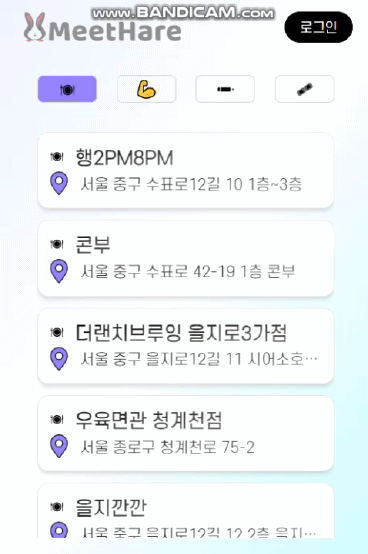 www.BANDICAM.com
MeetHare
로그인
행2PM8PM
서울 중구 수표로12길 10 1층~3층
콘부
서울 중구 수표로 42-19 1층 콘부
더랜치브루잉 을지로3가점
서울 중구 을지로12길 11 시어소호…
우육면관 청계천점
서울 종로구 청계천로 75-2
을지깐깐
서울 중구 을지로12길 12 2층 을지…